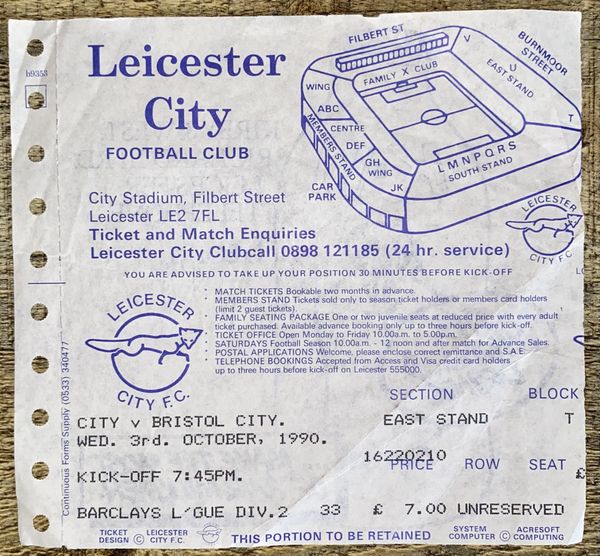 b9353
Leicester
City
FOOTBALL CLUB
FILBERT ST
BURNMOOR
STREET
WING
FAMILY X CLUB
V
U
EAST STAND
T
ABC
CENTRE
DEF
GH
WING
JK
MEMBERS STAND
CAR
PARK
LMNPQRS
SOUTH STAND
City Stadium, Filbert Street
Leicester LE2 7FL
Ticket and Match Enquiries
Leicester City Clubcall 0898 121185 (24 hr. service)
LEICESTER
CITY F.C.
YOU ARE ADVISED TO TAKE UP YOUR POSITION 30 MINUTES BEFORE KICK-OFF
LEICESTER
CITY F.C.
* MATCH TICKETS Bookable two months in advance.
* MEMBERS STAND Tickets sold only to season ticket holders or members card holders
(limit 2 guest tickets).
* FAMILY SEATING PACKAGE One or two juvenile seats at reduced price with every adult
ticket purchased. Available advance booking only up to three hours before kick-off.
* TICKET OFFICE Open Monday to Friday 10.00a.m. to 5.00p.m.
* SATURDAYS Football Season 10.00a.m. - 12 noon and after match for Advance Sales.
* POSTAL APPLICATIONS Welcome, please enclose correct remittance and S.A.E.
* TELEPHONE BOOKINGS Accepted from Access and Visa credit card holders
up to three hours before kick-off on Leicester 555000.
Continuous Forms Supply (0533) 340477
SECTION BLOCK
CITY v BRISTOL CITY. EAST STAND T
WED. 3rd. OCTOBER, 1990.
16220210
PRICE ROW SEAT £
KICK-OFF 7:45PM.
BARCLAYS L'GUE DIV.2 33 £ 7.00 UNRESERVED
TICKET DESIGN © LEICESTER CITY F.C.
THIS PORTION TO BE RETAINED
SYSTEM COMPUTER © ACRESOFT COMPUTING